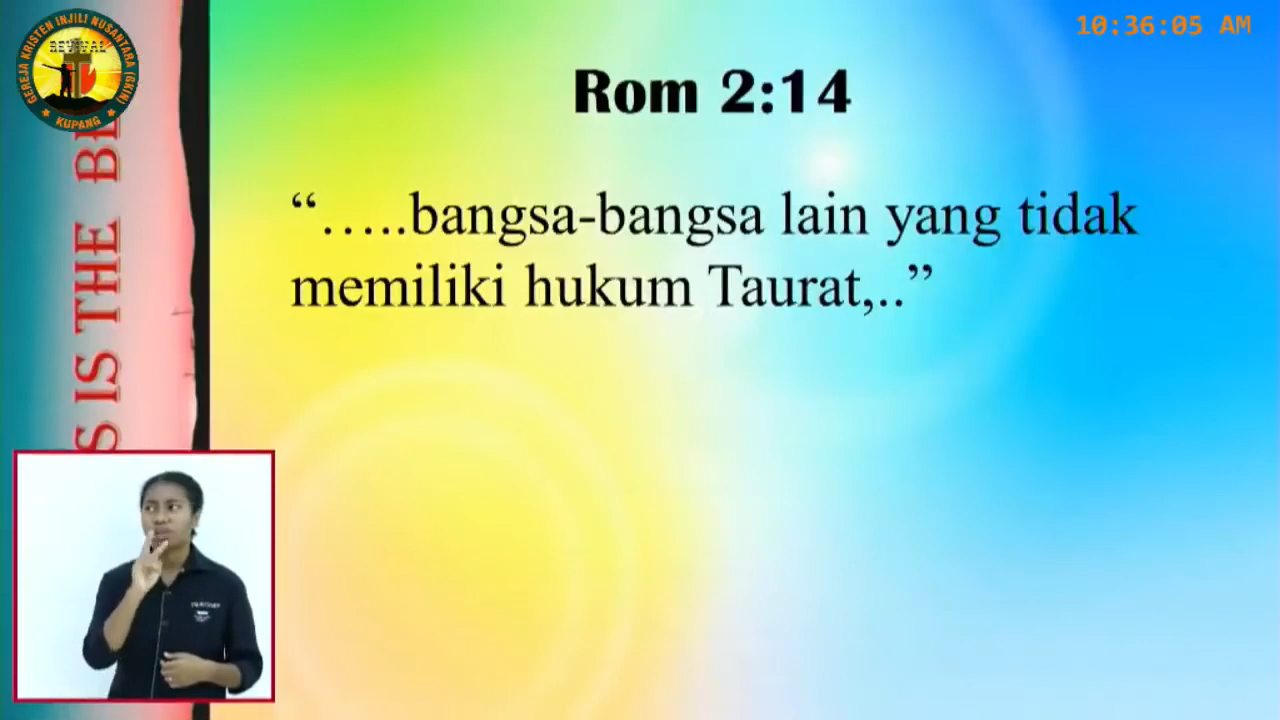 10:36:05 AM
GEREJA KRISTEN INJILI NUSANTARA (GKIN)
REVIVAL
KUPANG
Rom 2:14
“…..bangsa-bangsa lain yang tidak
memiliki hukum Taurat,..”
S IS THE